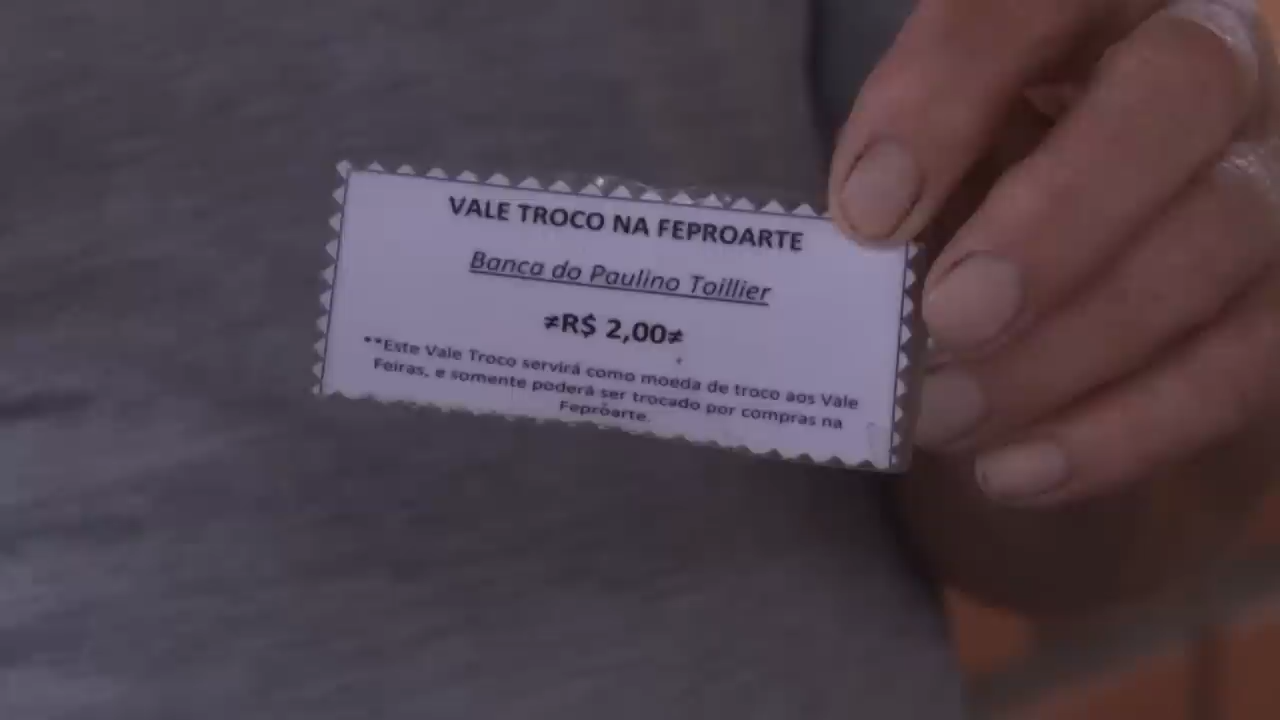 VALE TROCO NA FEPROARTE
Banca do Paulino Toillier
≠R$ 2,00≠
**Este Vale Troco servirá como moeda de troco aos Vale
Feiras, e somente poderá ser trocado por compras na
Feprõarte.